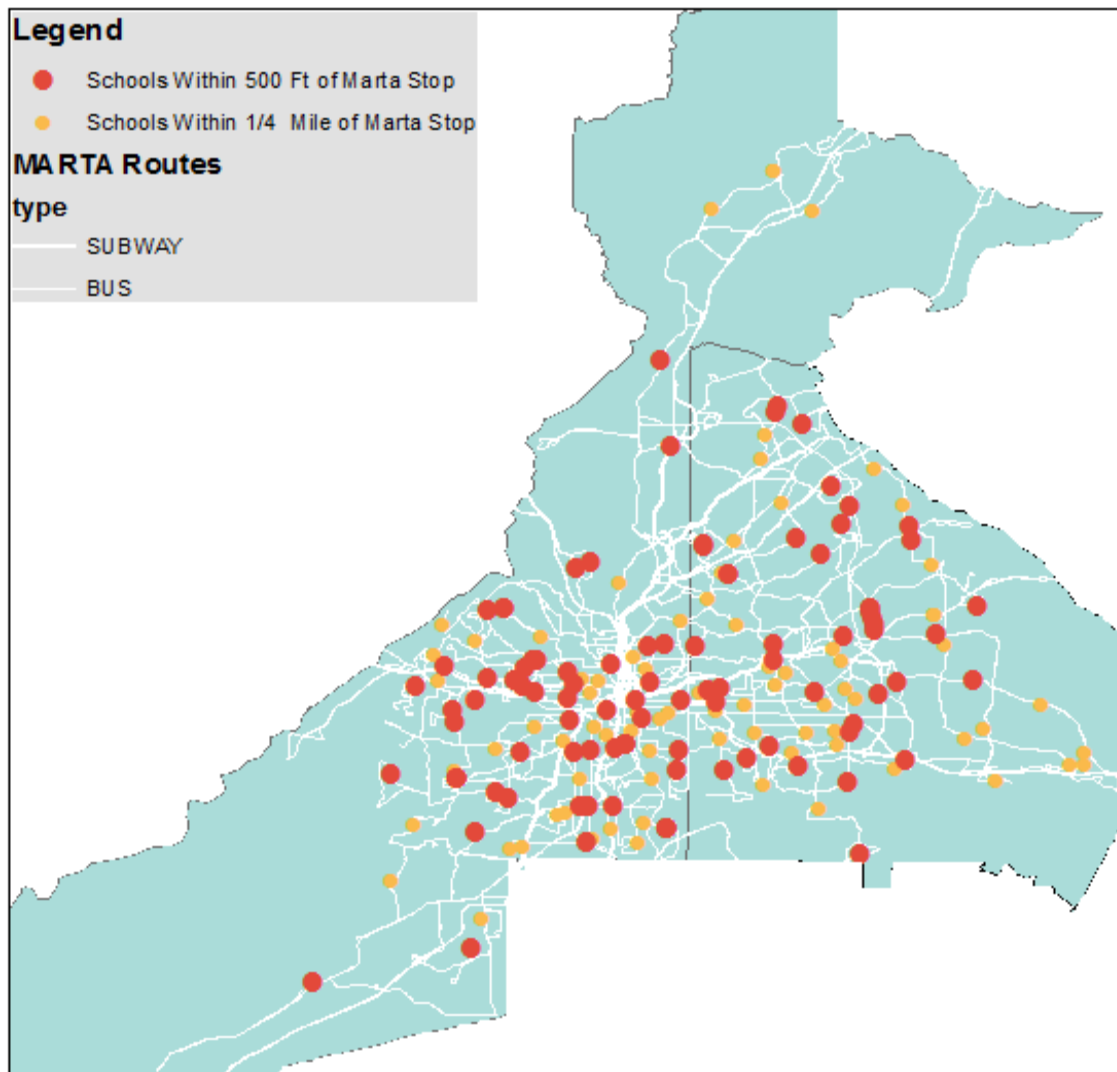 Legend
Schools Within 500 Ft of Marta Stop
Schools Within 1/4 Mile of Marta Stop
MARTA Routes
type
SUBWAY
BUS